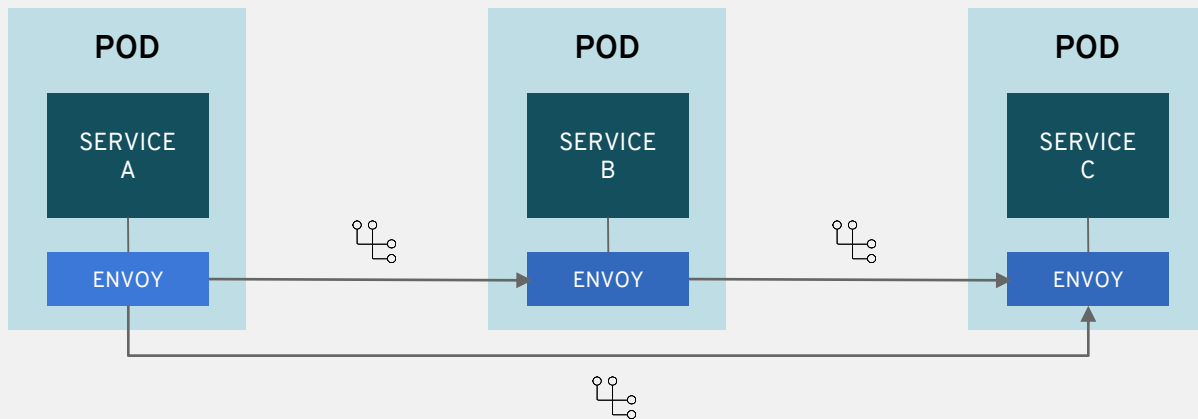 POD
SERVICE
A
ENVOY
POD
SERVICE
B
ENVOY
POD
SERVICE
C
ENVOY